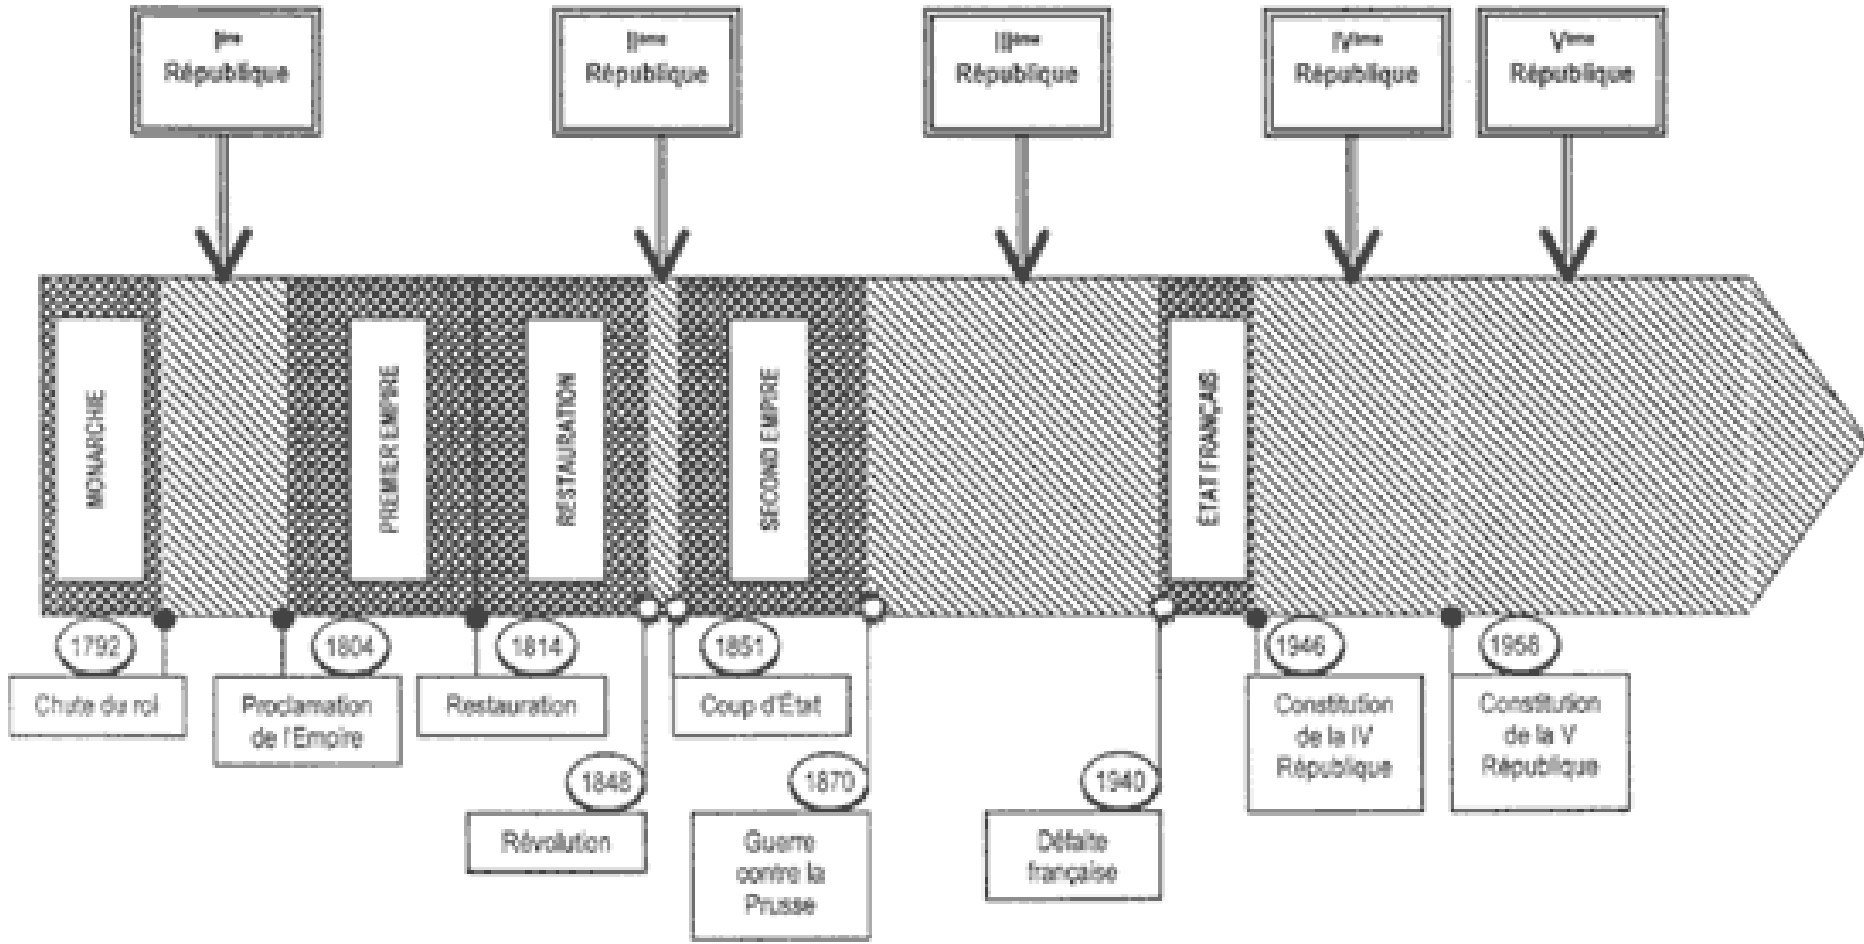 Ière
République
IIème
République
IIIème
République
IVème
République
Vème
République
MONARCHIE
PREMIER EMPIRE
RESTAURATION
SECOND EMPIRE
ÉTAT FRANÇAIS
1792
Chute du roi
1804
Proclamation
de l'Empire
1814
Restauration
1848
Révolution
1851
Coup d'État
1870
Guerre
contre la
Prusse
1940
Défaite
française
1946
Constitution
de la IV
République
1958
Constitution
de la V
République